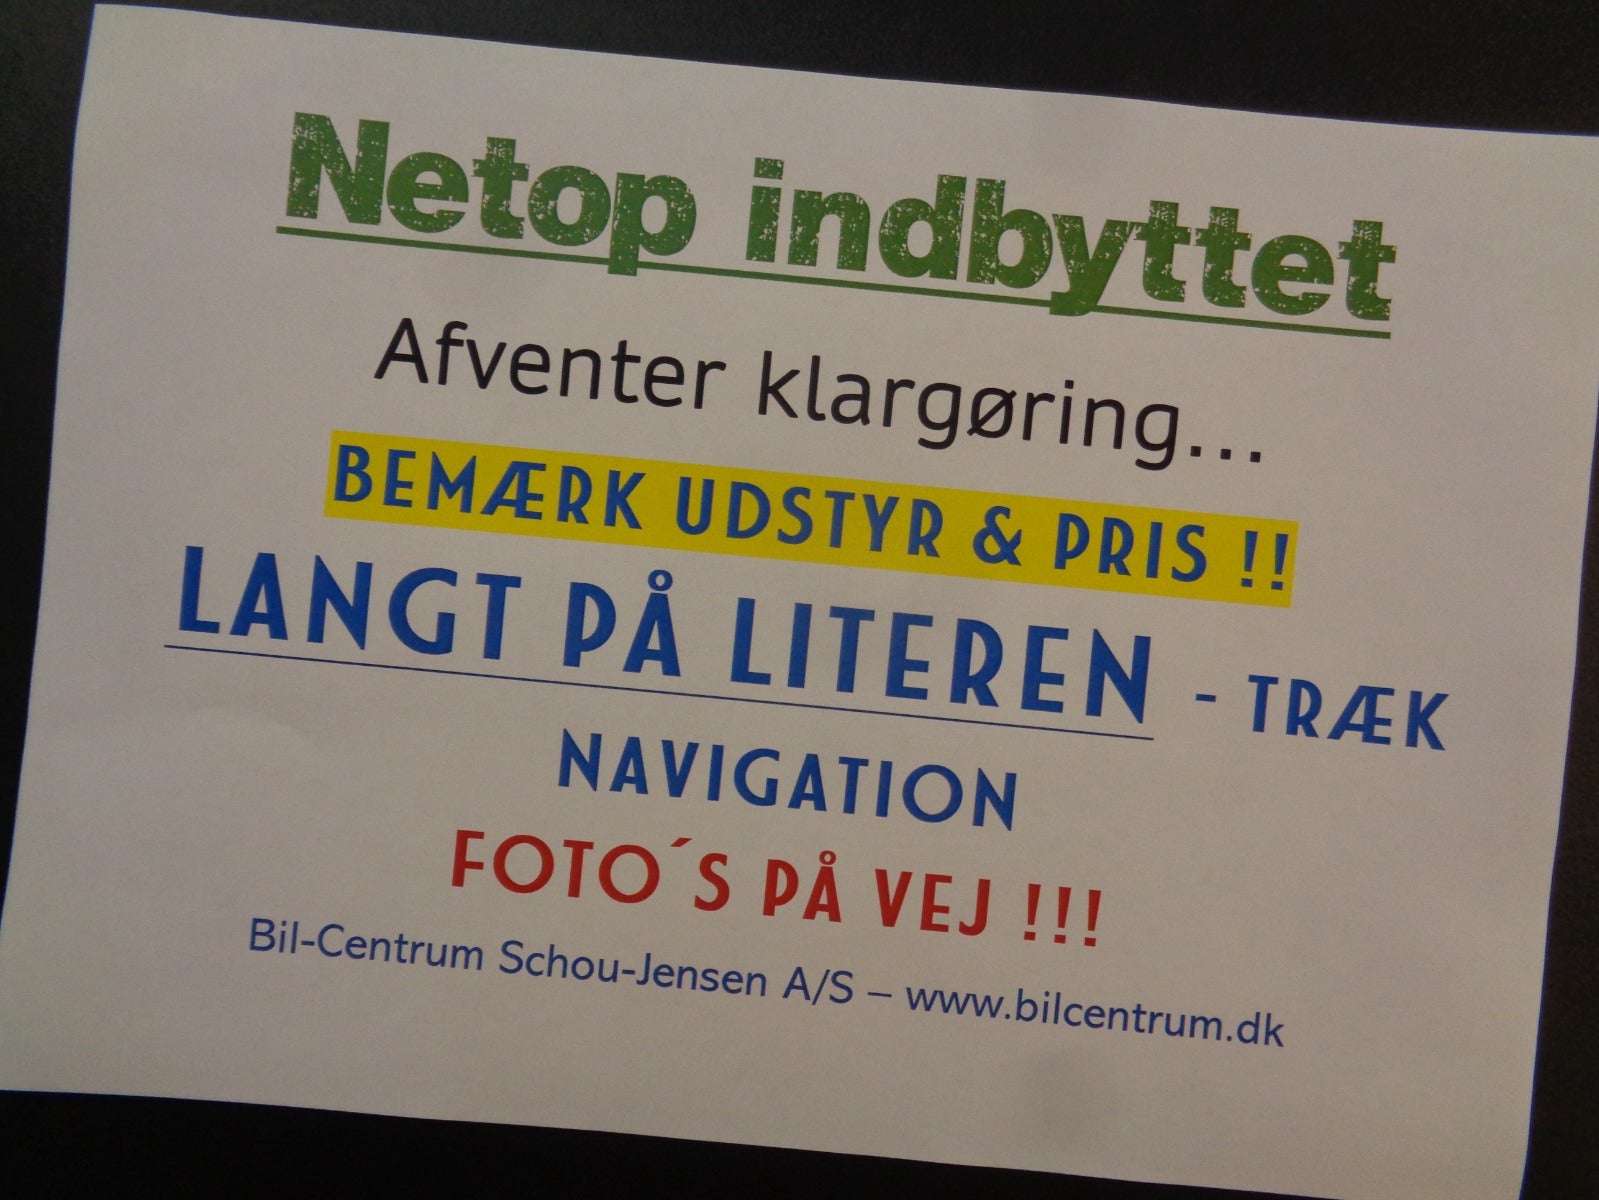 Netop indbyttet
Afventer klargøring...
BEMÆRK UDSTYR & PRIS !!
LANGT PÅ LITEREN - TRÆK
NAVIGATION
FOTO´S PÅ VEJ !!!
Bil-Centrum Schou-Jensen A/S – www.bilcentrum.dk